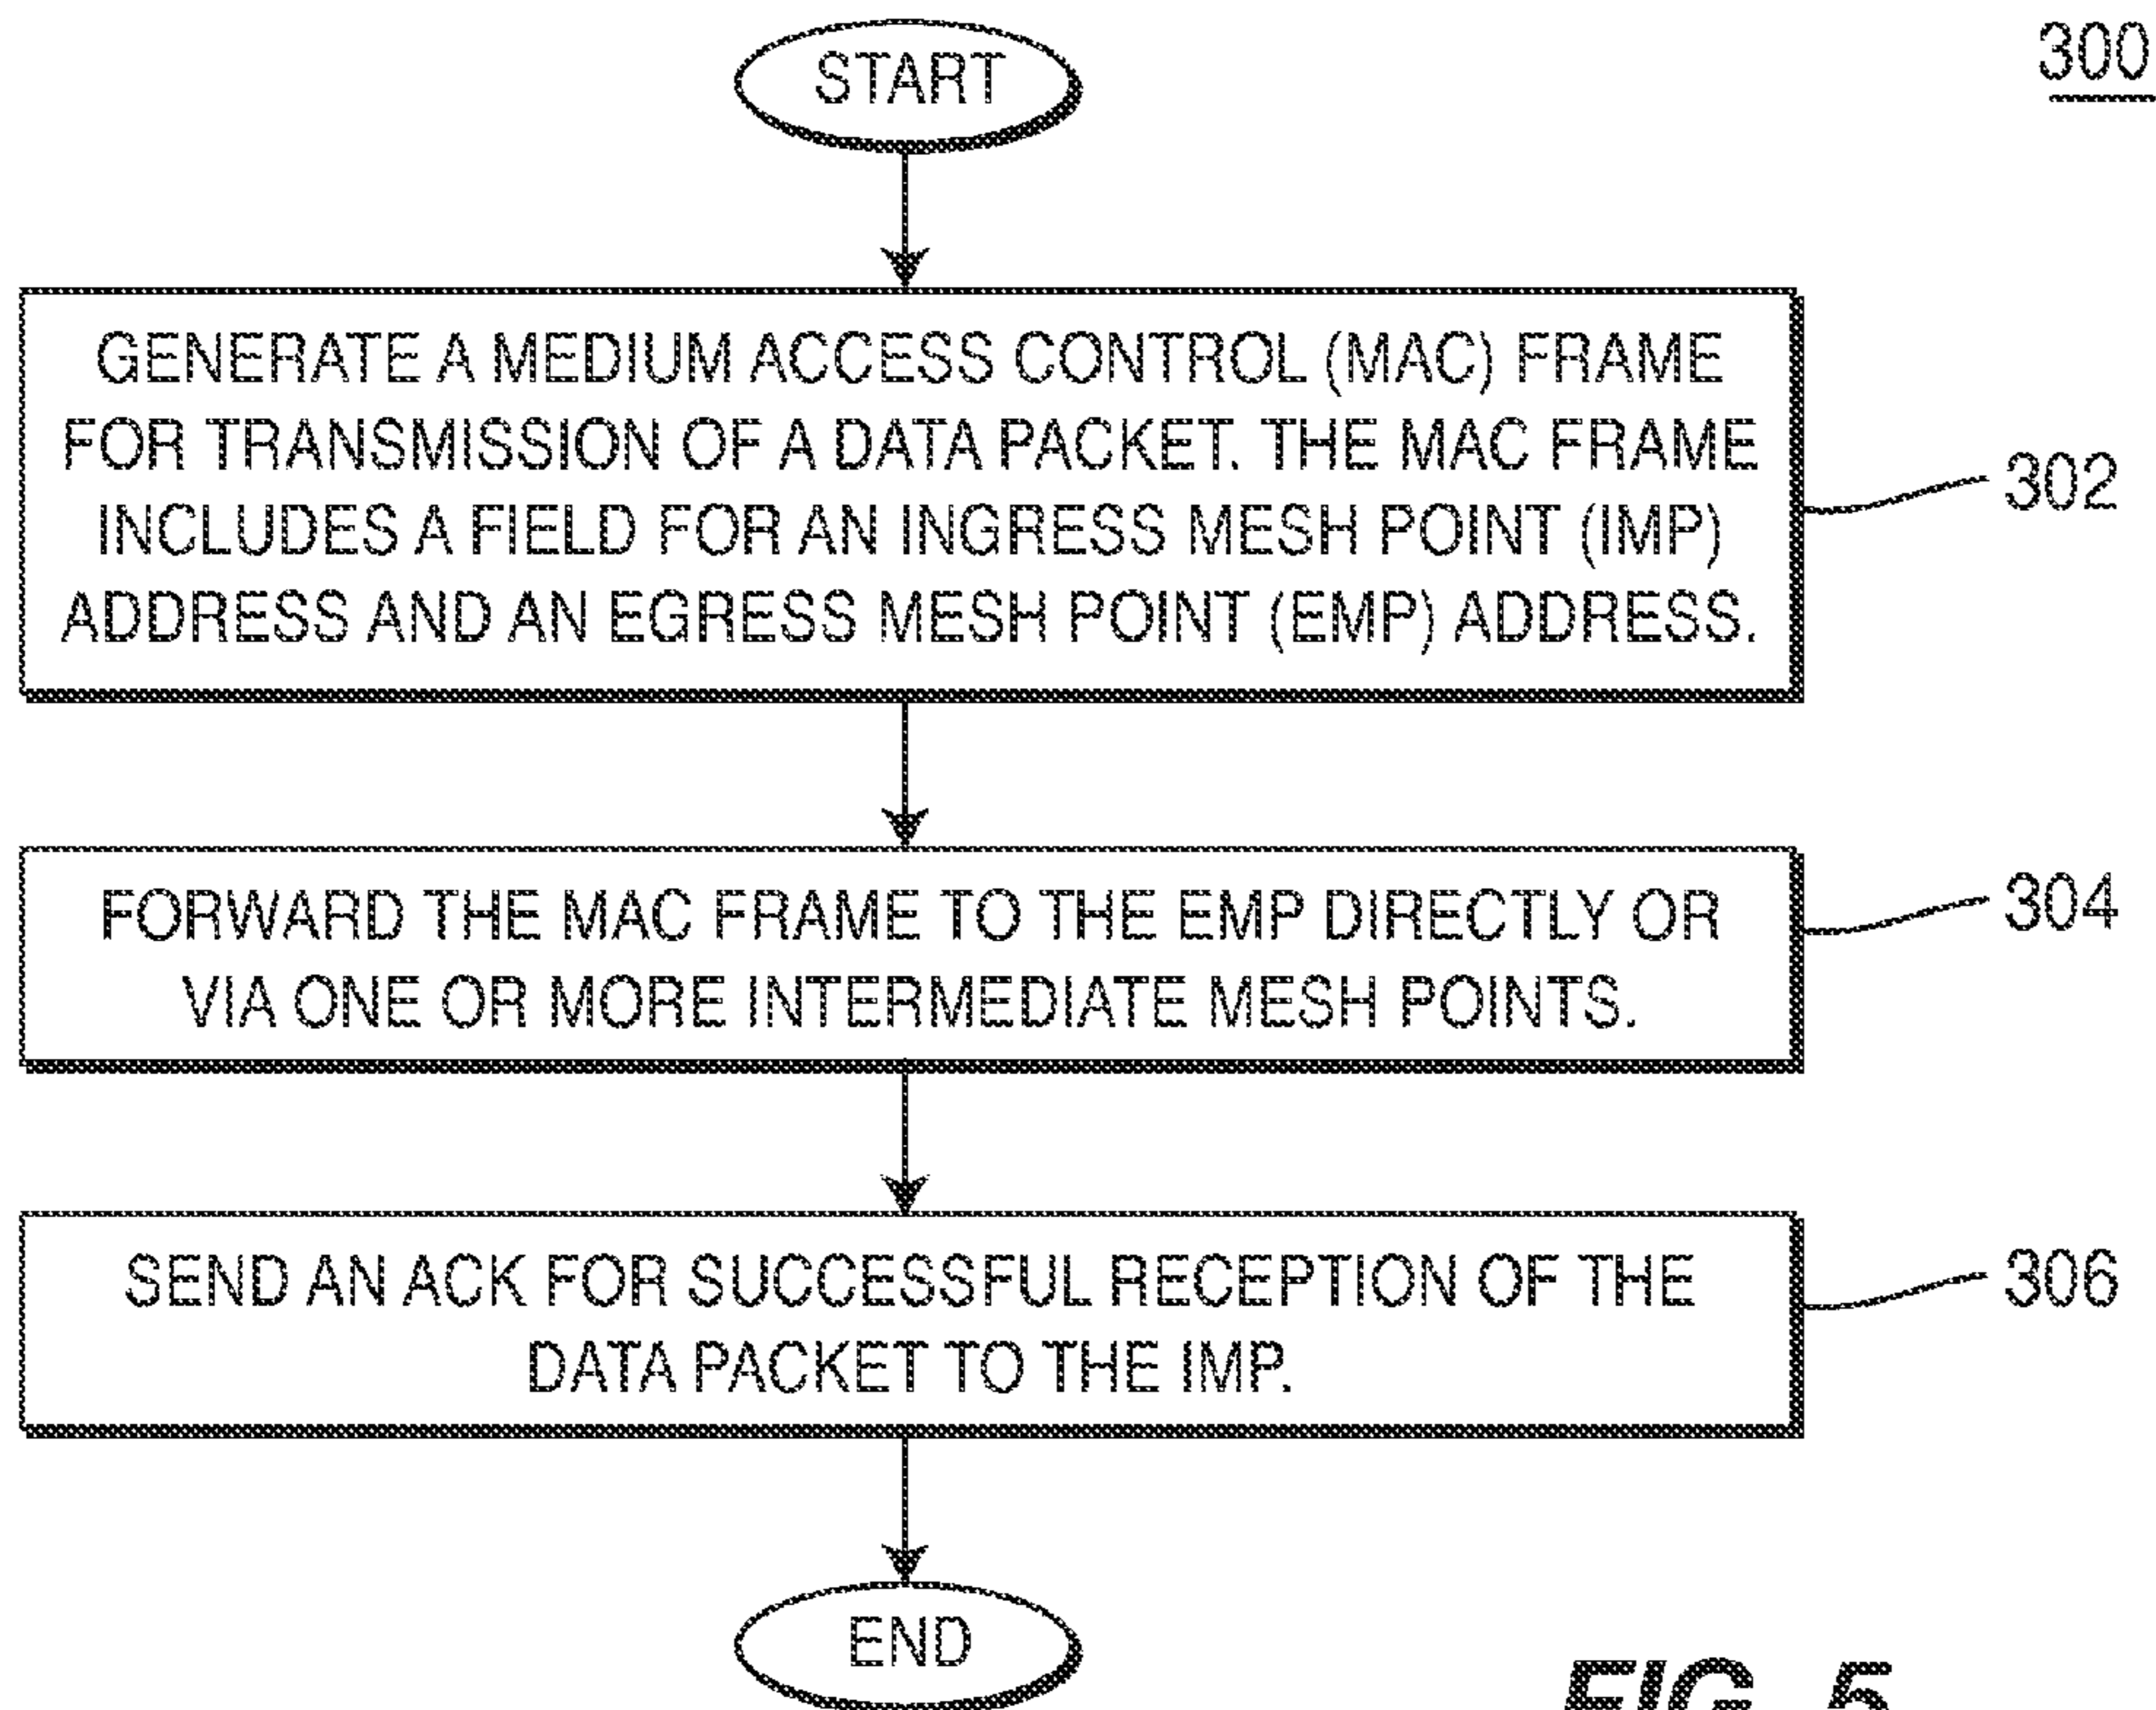 START
300
GENERATE A MEDIUM ACCESS CONTROL (MAC) FRAME
FOR TRANSMISSION OF A DATA PACKET. THE MAC FRAME
INCLUDES A FIELD FOR AN INGRESS MESH POINT (IMP)
ADDRESS AND AN EGRESS MESH POINT (EMP) ADDRESS.
302
FORWARD THE MAC FRAME TO THE EMP DIRECTLY OR
VIA ONE OR MORE INTERMEDIATE MESH POINTS.
304
SEND AN ACK FOR SUCCESSFUL RECEPTION OF THE
DATA PACKET TO THE IMP.
306
END
FIG. 5